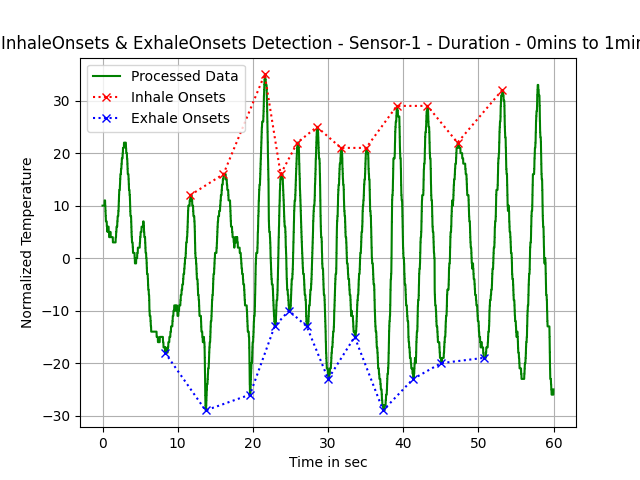 InhaleOnsets & ExhaleOnsets Detection - Sensor-1 - Duration - 0mins to 1min
Processed Data
Inhale Onsets
Exhale Onsets
30
20
10
0
−10
−20
−30
Normalized Temperature
0 10 20 30 40 50 60
Time in sec